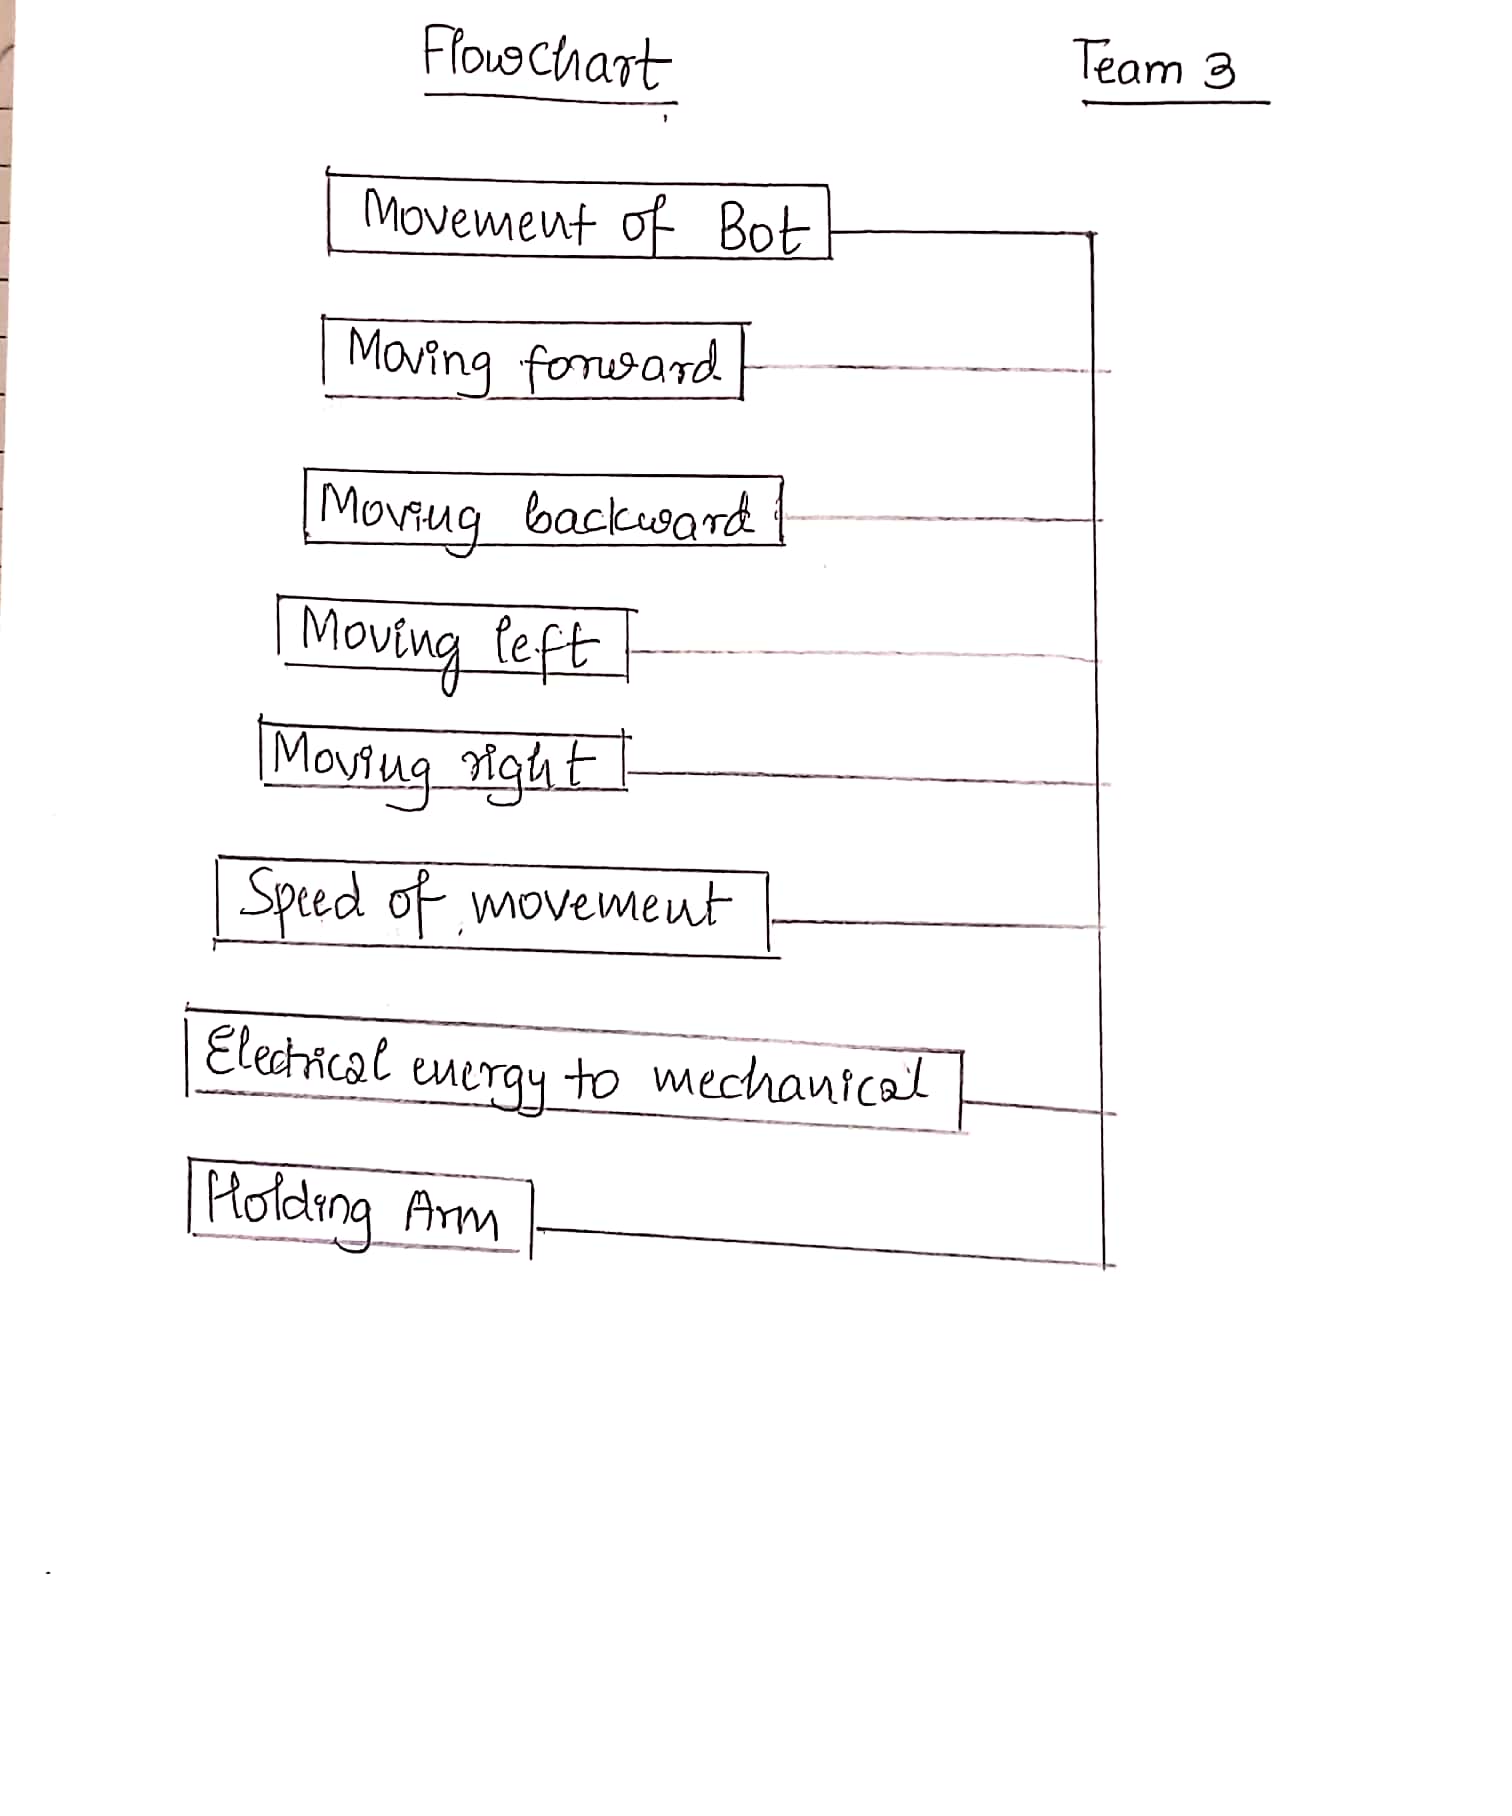 Flowchart
Team 3
Movement of Bot
Moving forward
Moving backward
Moving left
Moving right
Speed of movement
Electrical energy to mechanical
Holding Arm